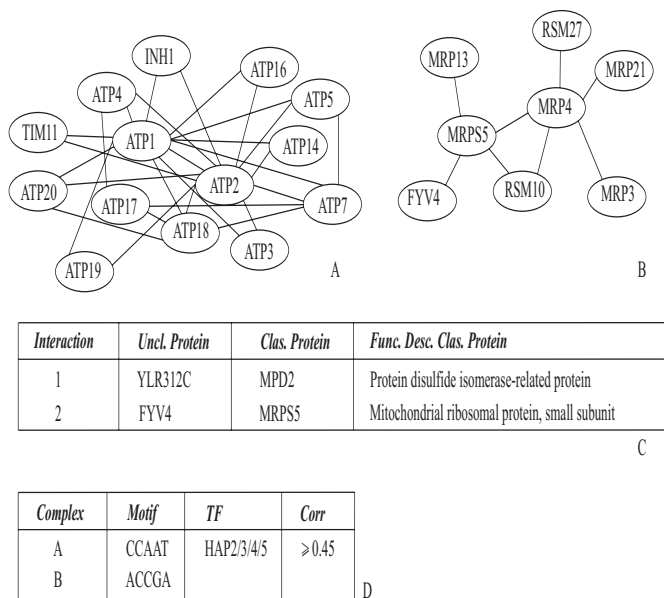 INH1
ATP16
ATP4
ATP5
TIM11
ATP1
ATP14
ATP2
ATP20
ATP17
ATP7
ATP18
ATP3
ATP19
A
RSM27
MRP13
MRP21
MRP4
MRPS5
FYV4
RSM10
MRP3
B
Interaction Uncl. Protein Clas. Protein Func. Desc. Clas. Protein
1 YLR312C MPD2 Protein disulfide isomerase-related protein
2 FYV4 MRPS5 Mitochondrial ribosomal protein, small subunit
C
Complex Motif TF Corr
A CCAAT HAP2/3/4/5 ⩾0.45
B ACCGA
D